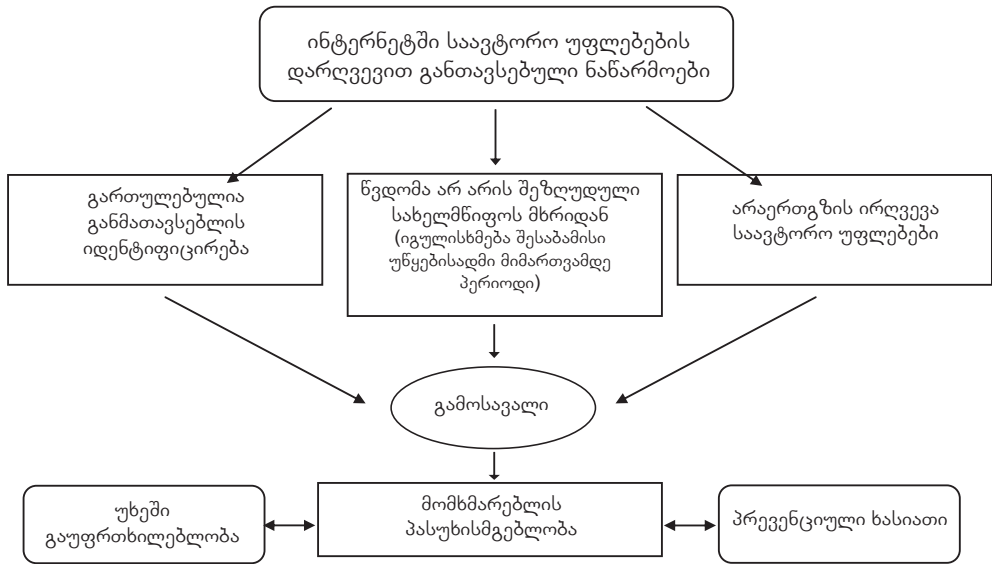 ინტერნეტში საავტორო უფლებების
დარღვევით განთავსებული ნაწარმოები
გართულებულია
განმათავსებლის
იდენტიფიცირება
წვდომა არ არის შეზღუდული
სახელმწიფოს მხრიდან
(იგულისხმება შესაბამისი
უწყებისადმი მიმართვამდე
პერიოდი)
არაერთგზის ირღვევა
საავტორო უფლებები
გამოსავალი
უხეში
გაუფრთხილებლობა
მომხმარებლის
პასუხისმგებლობა
პრევენციული ხასიათი